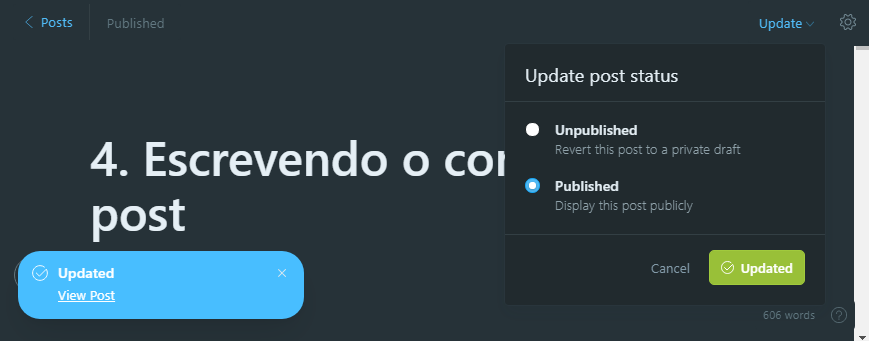 Posts
Published
Update
Update post status
Unpublished
Revert this post to a private draft
Published
Display this post publicly
Cancel
Updated
4. Escrevendo o
post
Updated
View Post
606 words
?